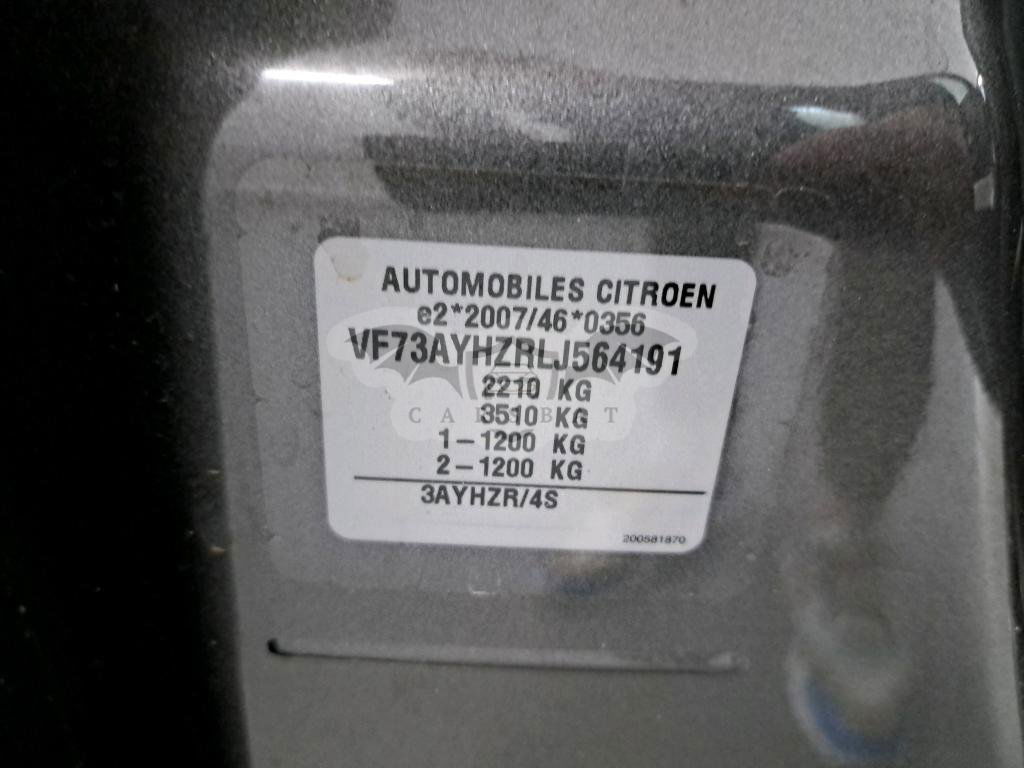 AUTOMOBILES CITROEN
e2*2007/46*0356
VF73AYHZRLJ564191
2210 KG
3510 KG
1-1200 KG
2-1200 KG
3AYHZR/4S
200581870